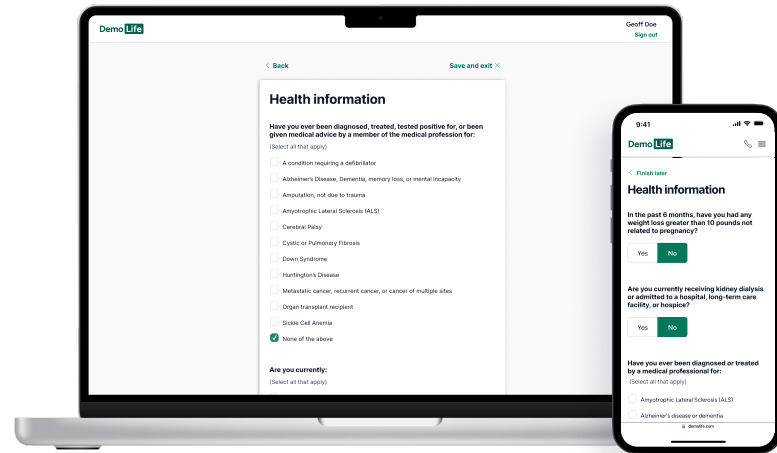 Demo Life
Geoff Doe
Sign out
Back
Save and exit
Health information
Have you ever been diagnosed, treated, tested positive for, or been
given medical advice by a member of the medical profession for:
(Select all that apply)
A condition requiring a defibrillator
Alzheimer's Disease, Dementia, memory loss, or mental incapacity
Amputation, not due to trauma
Amyotrophic Lateral Sclerosis (ALS)
Cerebral Palsy
Cystic or Pulmonary Fibrosis
Down Syndrome
Huntington's Disease
Metastatic cancer, recurrent cancer, or cancer of multiple sites
Organ transplant recipient
Sickle Cell Anemia
None of the above
Are you currently:
(Select all that apply)
9:41
Demo Life
Finish later
Health information
In the past 6 months, have you had any
weight loss greater than 10 pounds not
related to pregnancy?
Yes No
Are you currently receiving kidney dialysis
or admitted to a hospital, long-term care
facility, or hospice?
Yes No
Have you ever been diagnosed or treated
by a medical professional for:
(Select all that apply)
Amyotrophic Lateral Sclerosis (ALS)
Alzheimer's disease or dementia
demolife.com